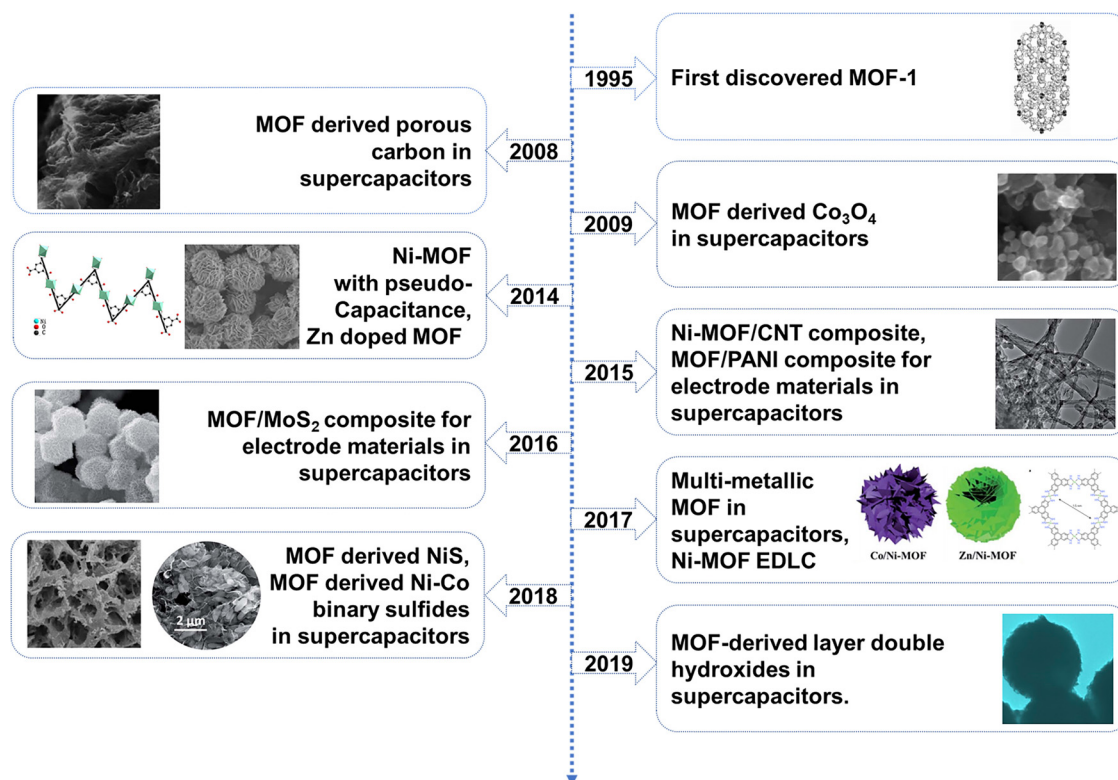 1995
First discovered MOF-1
MOF derived porous
carbon in
supercapacitors
2008
2009
MOF derived Co₃O₄
in supercapacitors
Ni-MOF
with pseudo-
Capacitance,
Zn doped MOF
2014
2015
Ni-MOF/CNT composite,
MOF/PANI composite for
electrode materials in
supercapacitors
MOF/MoS₂ composite for
electrode materials in
supercapacitors
2016
2017
Multi-metallic
MOF in
supercapacitors,
Ni-MOF EDLC
Co/Ni-MOF
Zn/Ni-MOF
MOF derived NiS,
MOF derived Ni-Co
binary sulfides
in supercapacitors
2 μm
2018
2019
MOF-derived layer double
hydroxides in
supercapacitors.